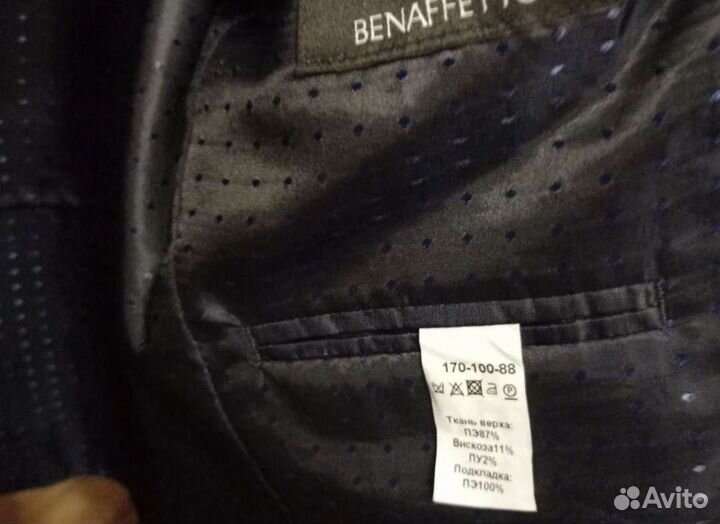 BENAFFETTO
170-100-88
Ткань верха:
ПЭ87%
Вискоза11%
ПУ2%
Подкладка:
ПЭ100%
Avito